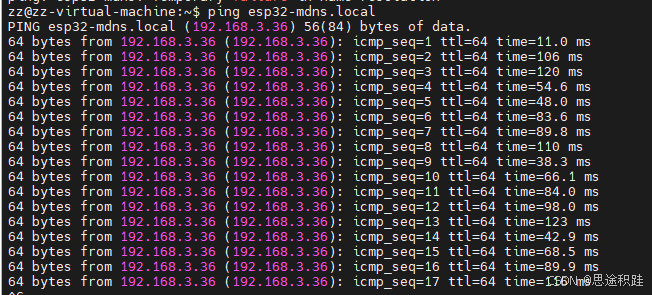 zz@zz-virtual-machine:~$ ping esp32-mdns.local
PING esp32-mdns.local (192.168.3.36) 56(84) bytes of data.
64 bytes from 192.168.3.36 (192.168.3.36): icmp_seq=1 ttl=64 time=11.0 ms
64 bytes from 192.168.3.36 (192.168.3.36): icmp_seq=2 ttl=64 time=106 ms
64 bytes from 192.168.3.36 (192.168.3.36): icmp_seq=3 ttl=64 time=120 ms
64 bytes from 192.168.3.36 (192.168.3.36): icmp_seq=4 ttl=64 time=54.6 ms
64 bytes from 192.168.3.36 (192.168.3.36): icmp_seq=5 ttl=64 time=48.0 ms
64 bytes from 192.168.3.36 (192.168.3.36): icmp_seq=6 ttl=64 time=83.6 ms
64 bytes from 192.168.3.36 (192.168.3.36): icmp_seq=7 ttl=64 time=89.8 ms
64 bytes from 192.168.3.36 (192.168.3.36): icmp_seq=8 ttl=64 time=110 ms
64 bytes from 192.168.3.36 (192.168.3.36): icmp_seq=9 ttl=64 time=38.3 ms
64 bytes from 192.168.3.36 (192.168.3.36): icmp_seq=10 ttl=64 time=66.1 ms
64 bytes from 192.168.3.36 (192.168.3.36): icmp_seq=11 ttl=64 time=84.0 ms
64 bytes from 192.168.3.36 (192.168.3.36): icmp_seq=12 ttl=64 time=98.0 ms
64 bytes from 192.168.3.36 (192.168.3.36): icmp_seq=13 ttl=64 time=123 ms
64 bytes from 192.168.3.36 (192.168.3.36): icmp_seq=14 ttl=64 time=42.9 ms
64 bytes from 192.168.3.36 (192.168.3.36): icmp_seq=15 ttl=64 time=68.5 ms
64 bytes from 192.168.3.36 (192.168.3.36): icmp_seq=16 ttl=64 time=89.9 ms
64 bytes from 192.168.3.36 (192.168.3.36): icmp_seq=17 ttl=64 ms
CSDN @思途积跬